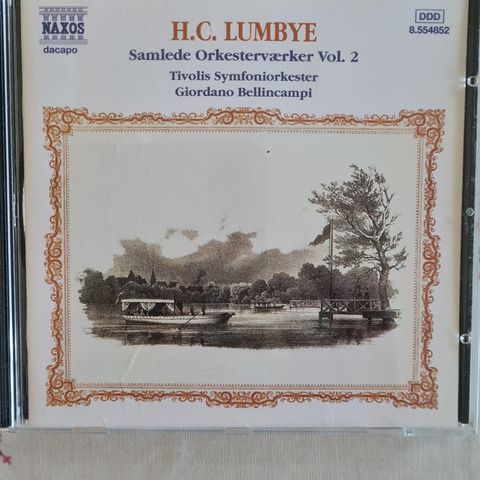 NAXOS
dacapo
DDD
8.554852
H.C. LUMBYE
Samlede Orkesterværker Vol. 2
Tivolis Symfoniorkester
Giordano Bellincampi